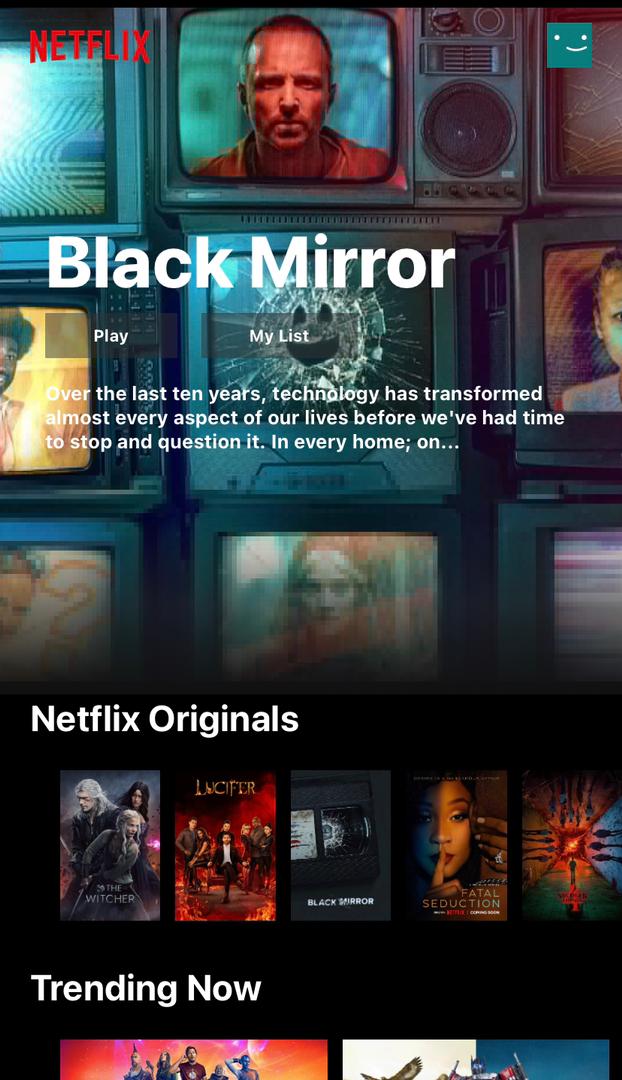 NETFLIX
Black Mirror
Play
My List
Over the last ten years, technology has transformed
almost every aspect of our lives before we've had time
to stop and question it. In every home; on...
Netflix Originals
THE
WITCHER
LUCIFER
BLACK MIRROR
FATAL
SEDUCTION
NETFLIX
COMING SOON
4
Trending Now